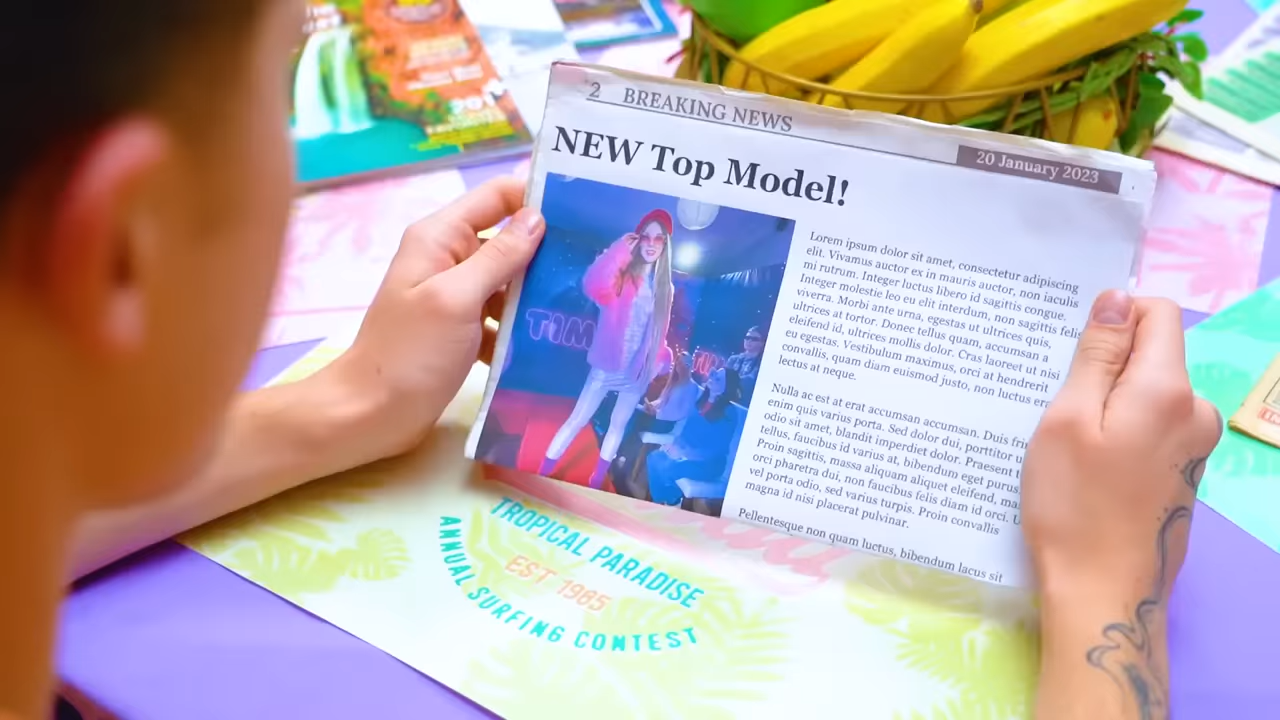 2 BREAKING NEWS
20 January 2023
NEW Top Model!
TIM
Lorem ipsum dolor sit amet, consectetur adipiscing
elit. Vivamus auctor ex in mauris auctor, non iaculis
mi rutrum. Integer luctus libero id sagittis congue.
Integer molestie leo eu elit interdum, non sagittis felis
viverra. Morbi ante urna, egestas ut ultrices quis,
ultrices at tortor. Donec tellus quam, accumsan a
eleifend id, ultrices mollis dolor. Cras laoreet ut nisi
eu egestas. Vestibulum maximus, orci at hendrerit
convallis, quam diam euismod justo, non luctus era
lectus at neque.
Nulla ac est at erat accumsan accumsan. Duis frin
enim quis varius porta. Sed dolor dui, porttitor u
odio sit amet, blandit imperdiet dolor. Praesent t
tellus, faucibus id varius at, bibendum eget purus
Proin sagittis, massa aliquam aliquet eleifend, ma
orci pharetra dui, non faucibus felis diam id orci. U
vel porta odio, sed varius turpis. Proin convallis
magna id nisi placerat pulvinar.
Pellentesque non quam luctus, bibendum lacus sit
TROPICAL PARADISE
EST 1985
ANNUAL SURFING CONTEST